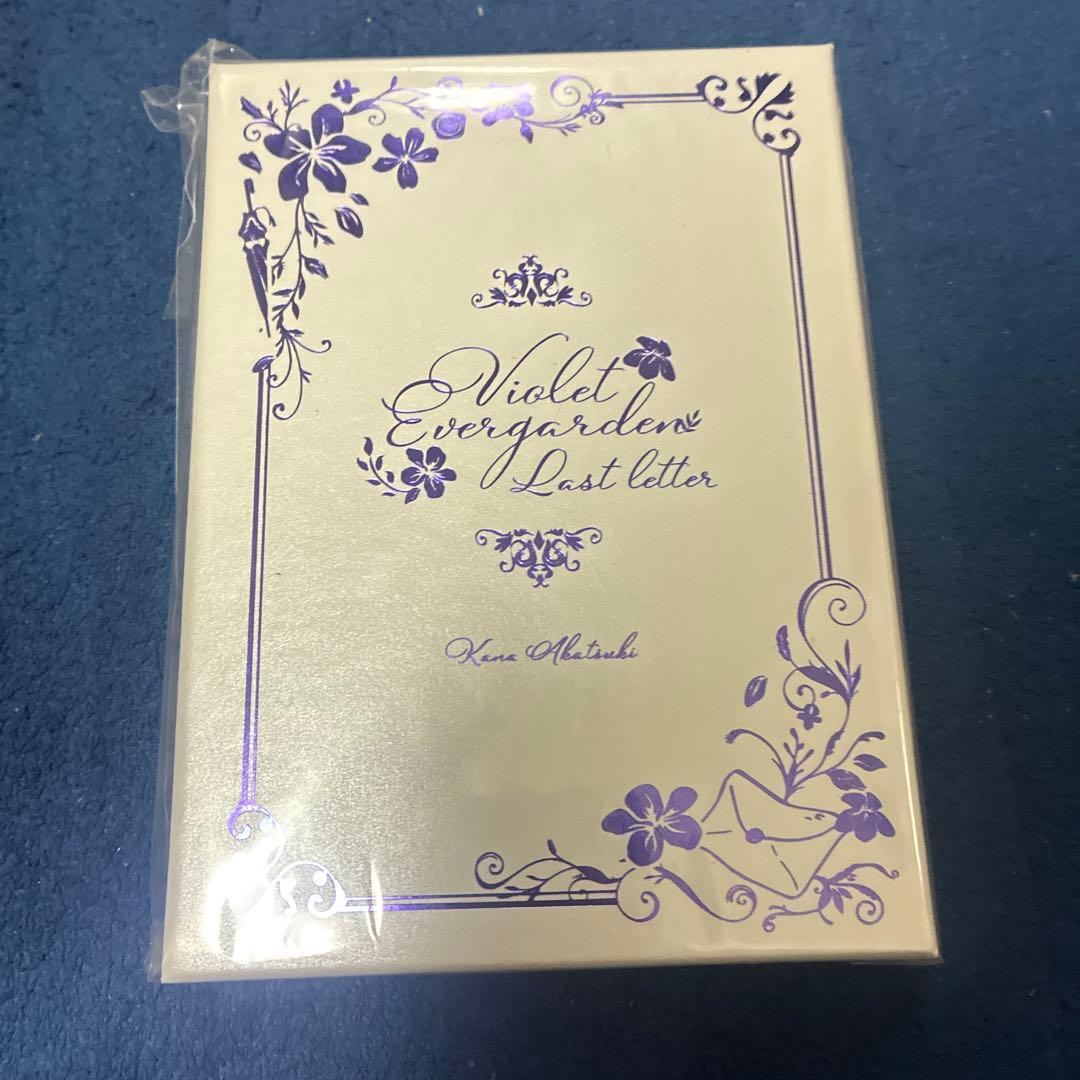 Violet
Evergarden
Last letter
Kana Akatsuki